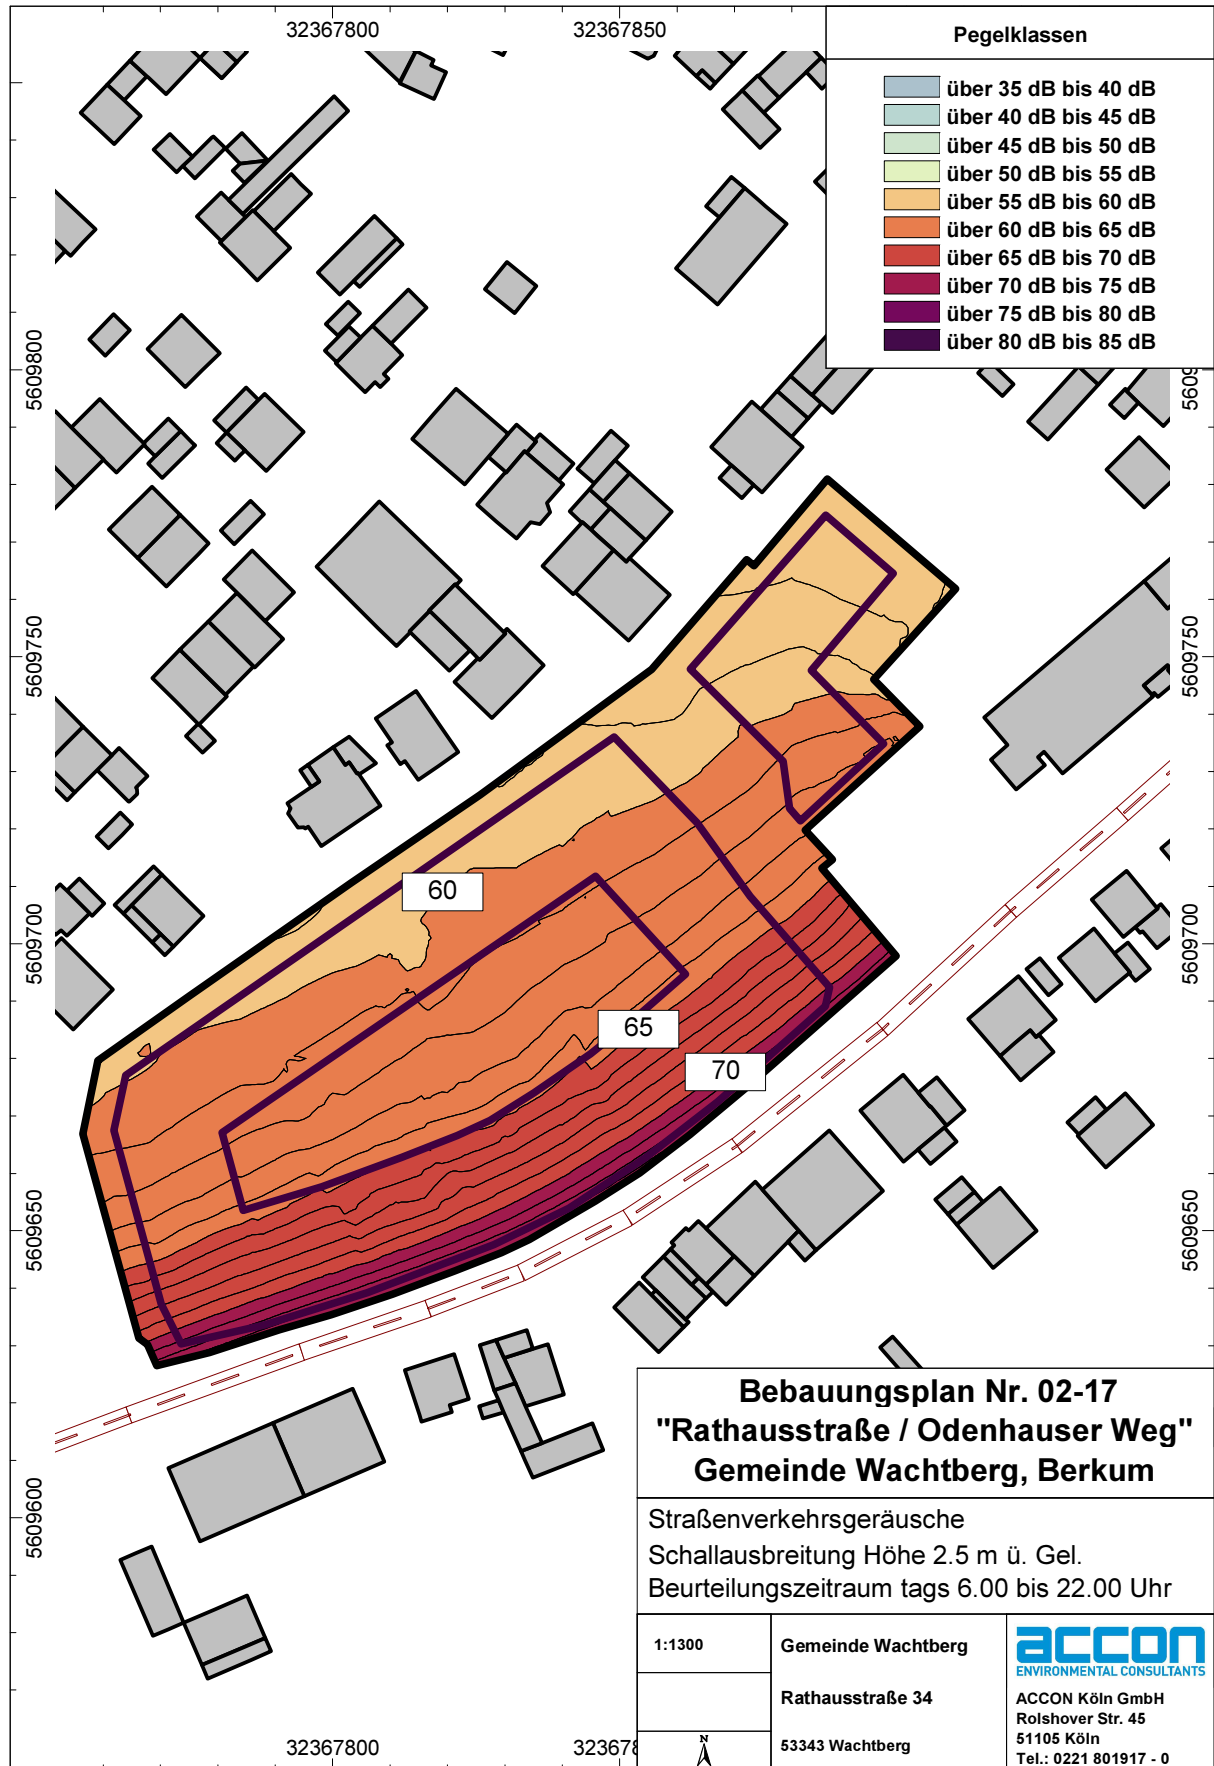 32367800
32367850
Pegelklassen
über 35 dB bis 40 dB
über 40 dB bis 45 dB
über 45 dB bis 50 dB
über 50 dB bis 55 dB
über 55 dB bis 60 dB
über 60 dB bis 65 dB
über 65 dB bis 70 dB
über 70 dB bis 75 dB
über 75 dB bis 80 dB
über 80 dB bis 85 dB
5609800
5609
5609750
5609750
60
5609700
5609700
65
70
5609650
5609650
5609600
Bebauungsplan Nr. 02-17
"Rathausstraße / Odenhauser Weg"
Gemeinde Wachtberg, Berkum
Straßenverkehrsgeräusche
Schallausbreitung Höhe 2.5 m ü. Gel.
Beurteilungszeitraum tags 6.00 bis 22.00 Uhr
1:1300
Gemeinde Wachtberg
Rathausstraße 34
53343 Wachtberg
N
accon
ENVIRONMENTAL CONSULTANTS
ACCON Köln GmbH
Rolshover Str. 45
51105 Köln
Tel.: 0221 801917 - 0
32367800
32367